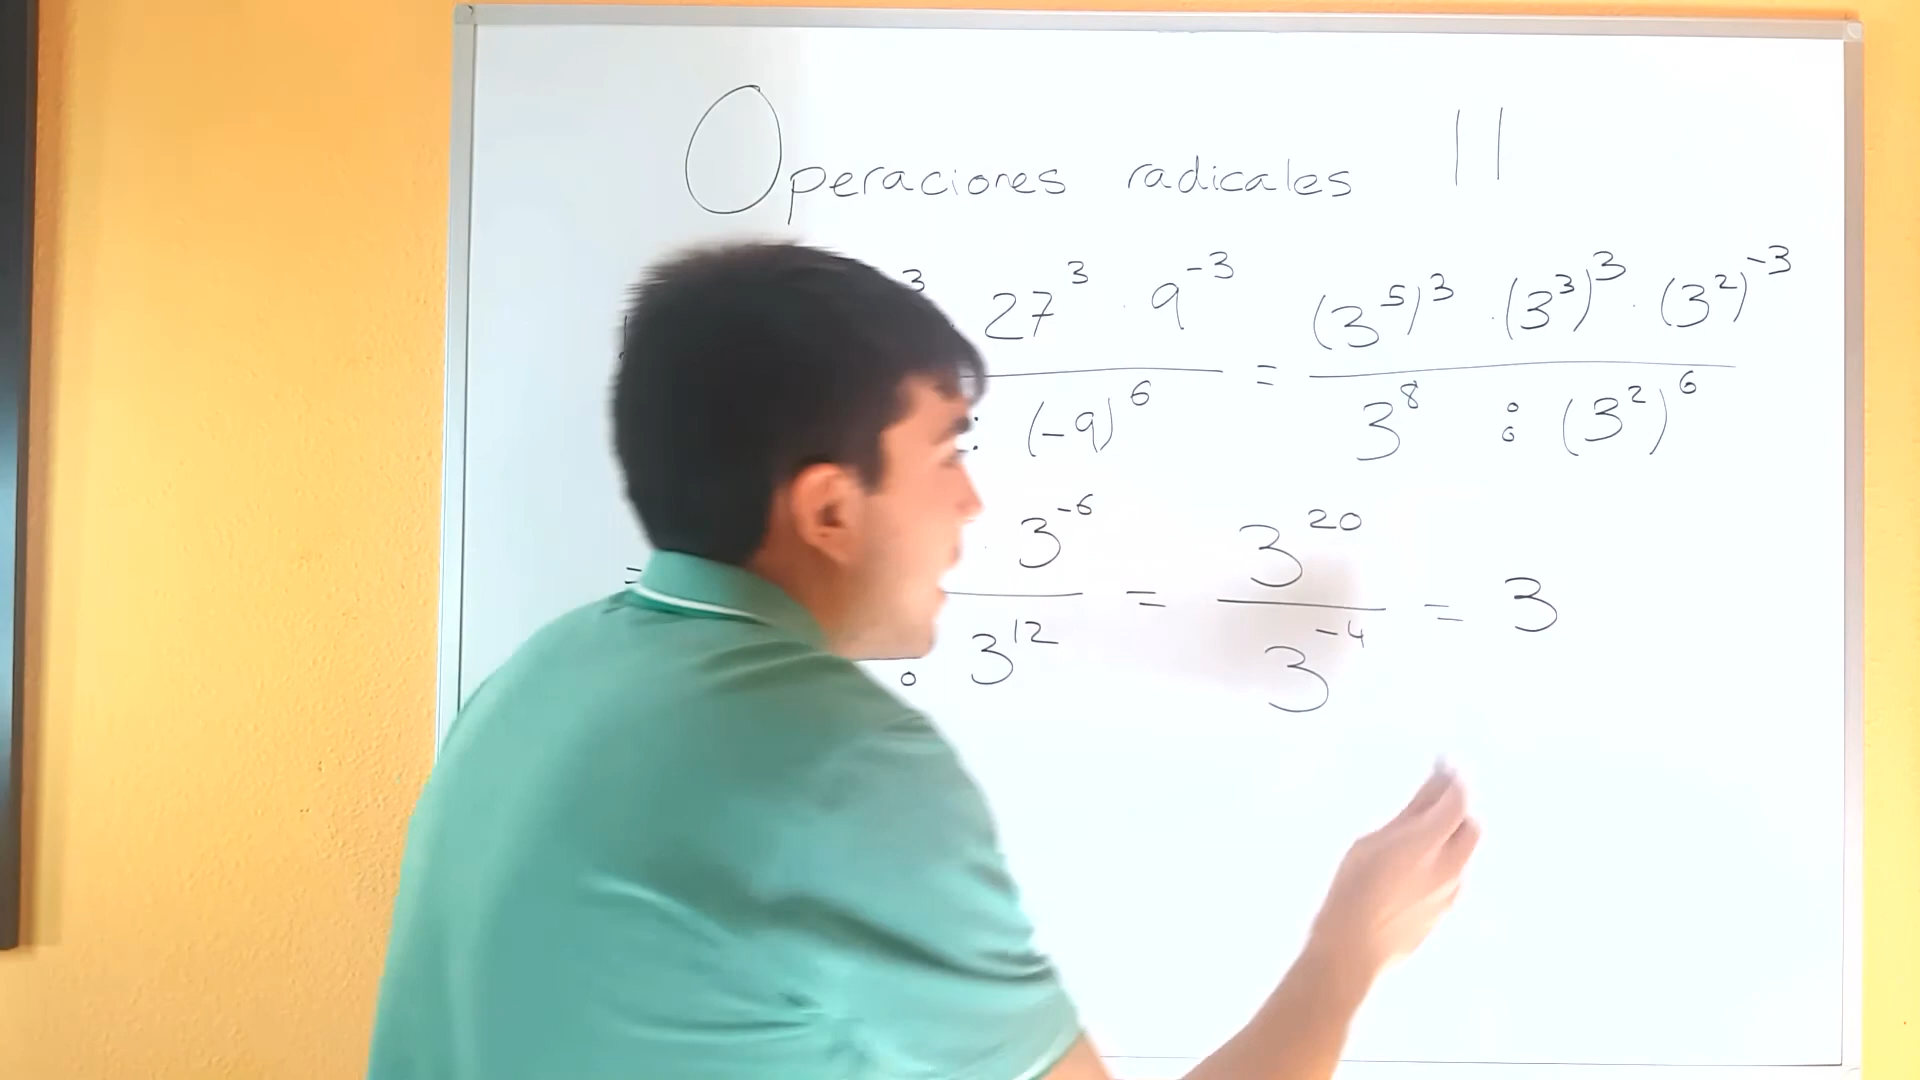 Operaciones radicales II
3 · 27^3 · 9^-3 / : (-9)^6 = (3^5)^3 · (3^3)^3 · (3^2)^-3 / 3^8 : (3^2)^6
= · 3^-6 / : 3^12 = 3^20 / 3^-4 = 3